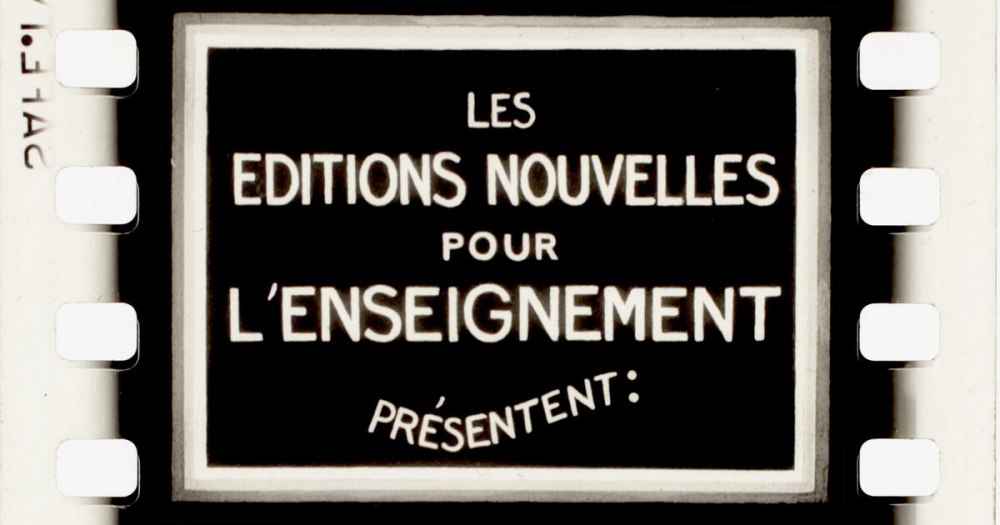 LES
EDITIONS NOUVELLES
POUR
L'ENSEIGNEMENT
PRÉSENTENT: